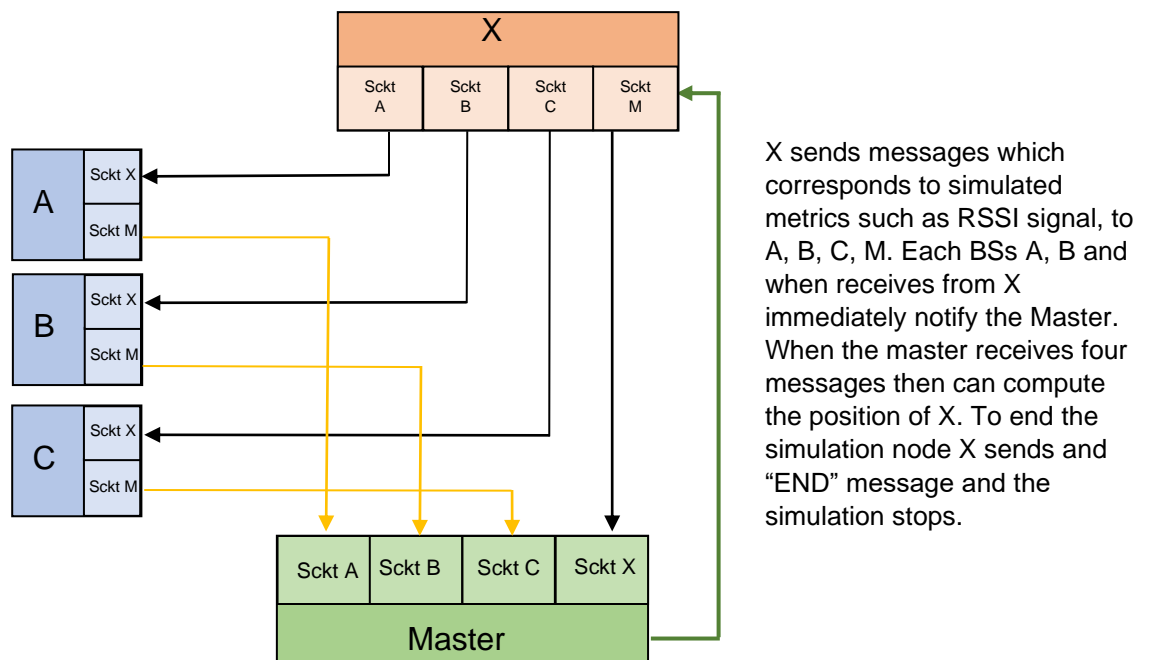 X
Sckt
A
Sckt
B
Sckt
C
Sckt
M
A
Sckt X
Sckt M
B
Sckt X
Sckt M
C
Sckt X
Sckt M
Sckt A
Sckt B
Sckt C
Sckt X
Master
X sends messages which
corresponds to simulated
metrics such as RSSI signal, to
A, B, C, M. Each BSs A, B and
when receives from X
immediately notify the Master.
When the master receives four
messages then can compute
the position of X. To end the
simulation node X sends and
“END” message and the
simulation stops.